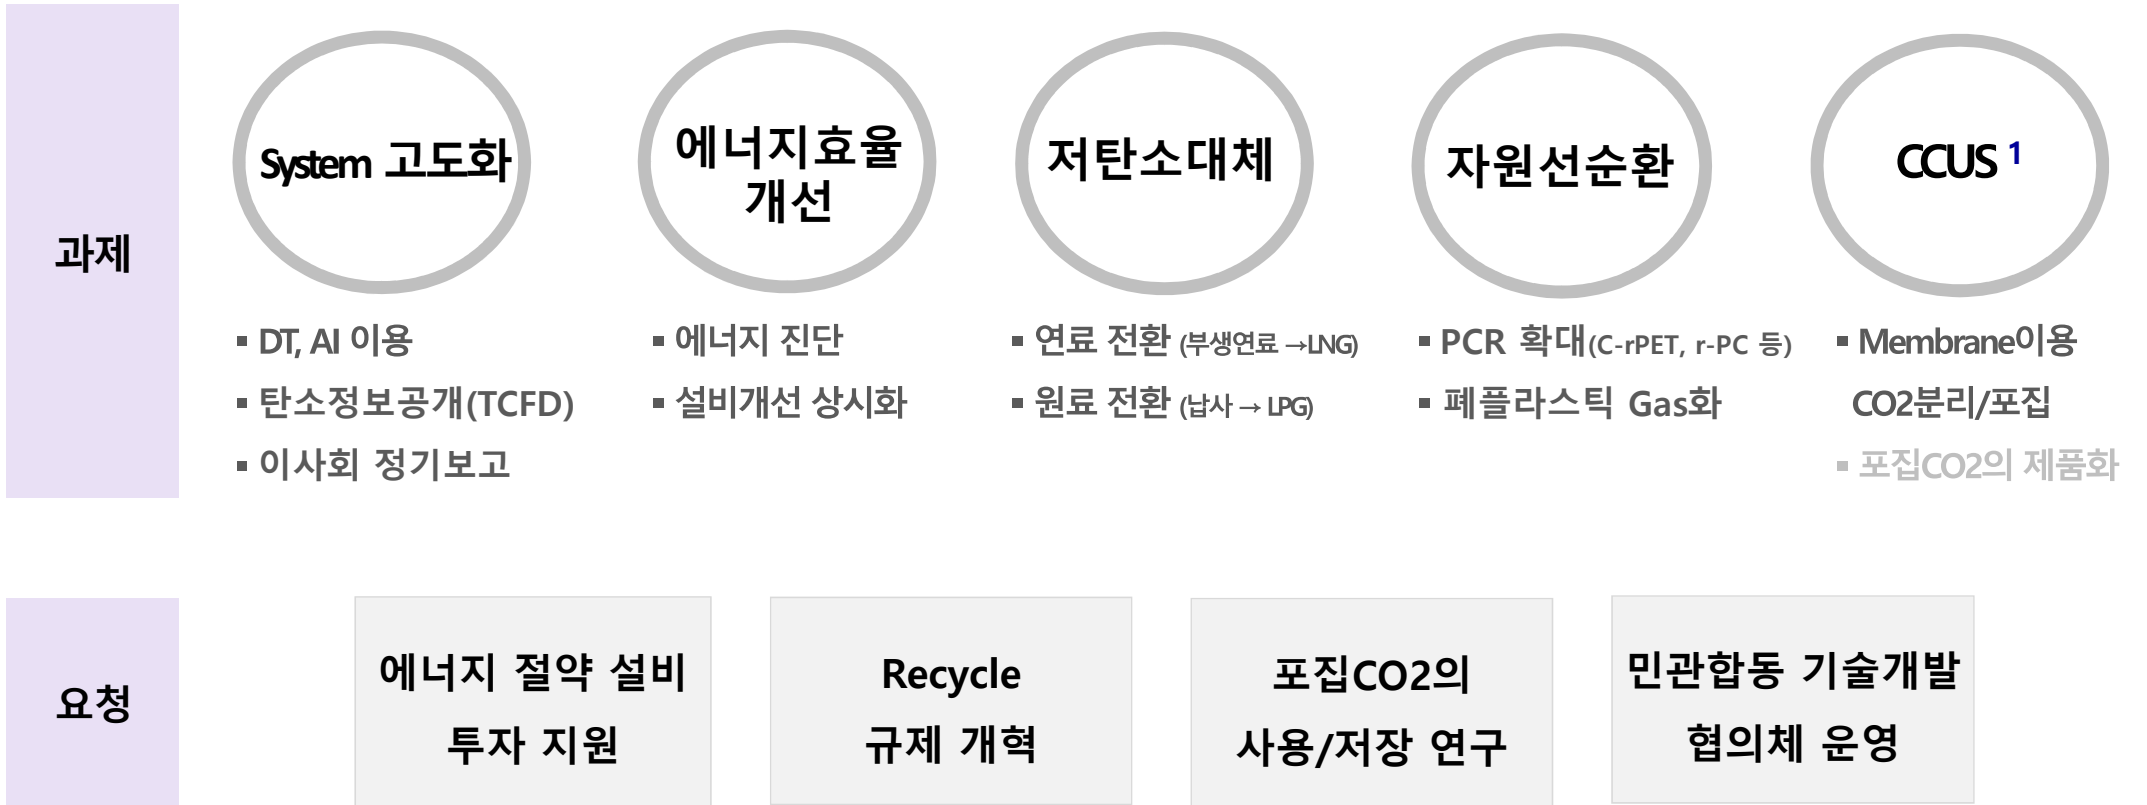 과제
System 고도화
▪ DT, AI 이용
▪ 탄소정보공개(TCFD)
▪ 이사회 정기보고
에너지효율
개선
▪ 에너지 진단
▪ 설비개선 상시화
저탄소대체
▪ 연료 전환 (부생연료 →LNG)
▪ 원료 전환 (납사 → LPG)
자원선순환
▪ PCR 확대(C-rPET, r-PC 등)
▪ 폐플라스틱 Gas화
CCUS 1
▪ Membrane이용
CO2분리/포집
▪ 포집CO2의 제품화
요청
에너지 절약 설비
투자 지원
Recycle
규제 개혁
포집CO2의
사용/저장 연구
민관합동 기술개발
협의체 운영